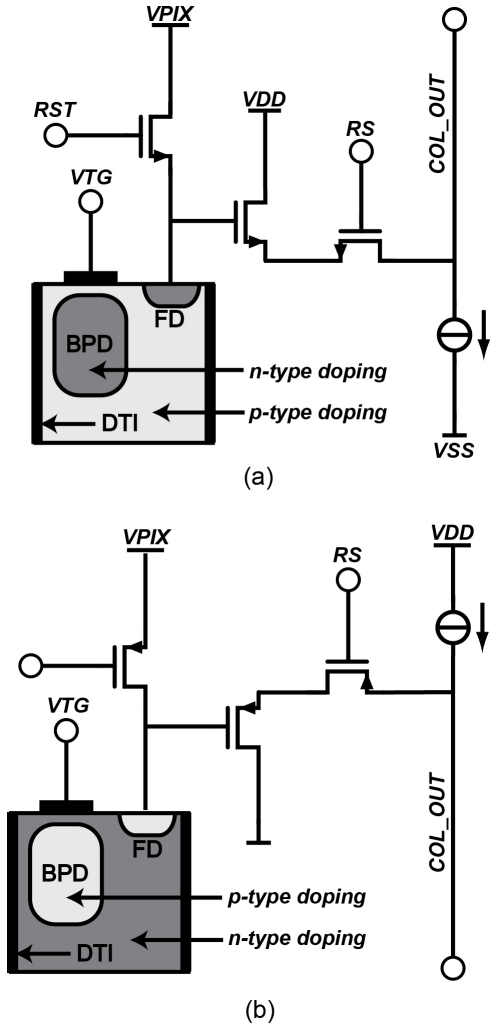 VPIX
RST
VDD
RS
COL_OUT
VTG
FD
BPD
n-type doping
p-type doping
DTI
VSS
(a)
VPIX
RS
VDD
VTG
COL_OUT
FD
BPD
p-type doping
n-type doping
DTI
(b)